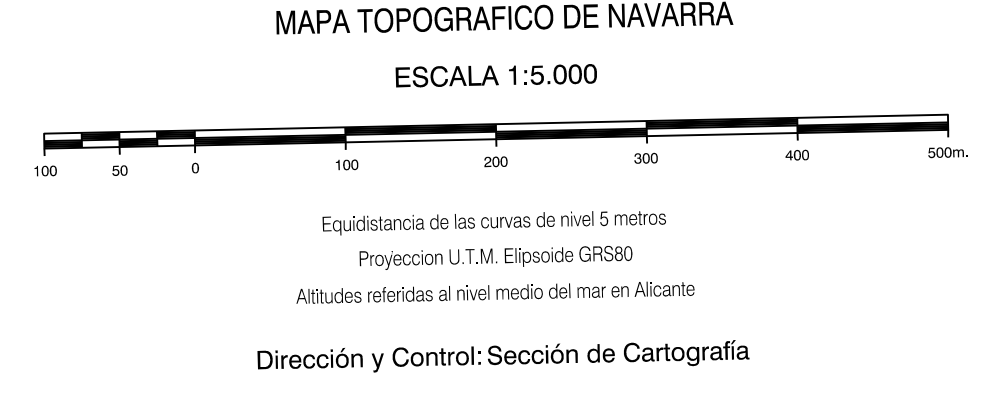 MAPA TOPOGRAFICO DE NAVARRA
ESCALA 1:5.000
100 50 0 100 200 300 400 500m.
Equidistancia de las curvas de nivel 5 metros
Proyeccion U.T.M. Elipsoide GRS80
Altitudes referidas al nivel medio del mar en Alicante
Dirección y Control: Sección de Cartografía